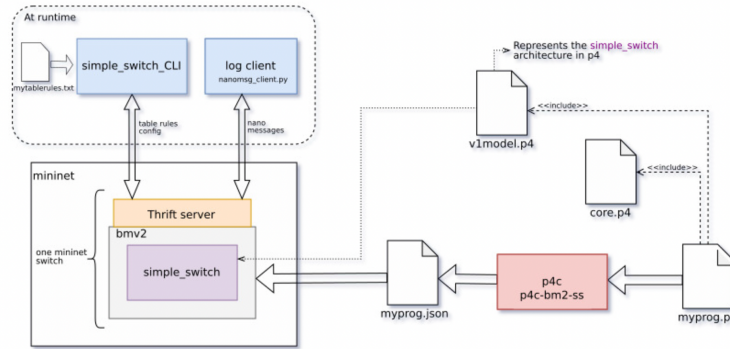 At runtime
simple_switch_CLI
mytablerules.txt
log client
nanomsg_client.py
table rules
config
nano
messages
Represents the simple_switch
architecture in p4
v1model.p4
<<include>>
<<include>>
core.p4
mininet
Thrift server
bmv2
one mininet
switch
simple_switch
myprog.json
p4c
p4c-bm2-ss
myprog.p